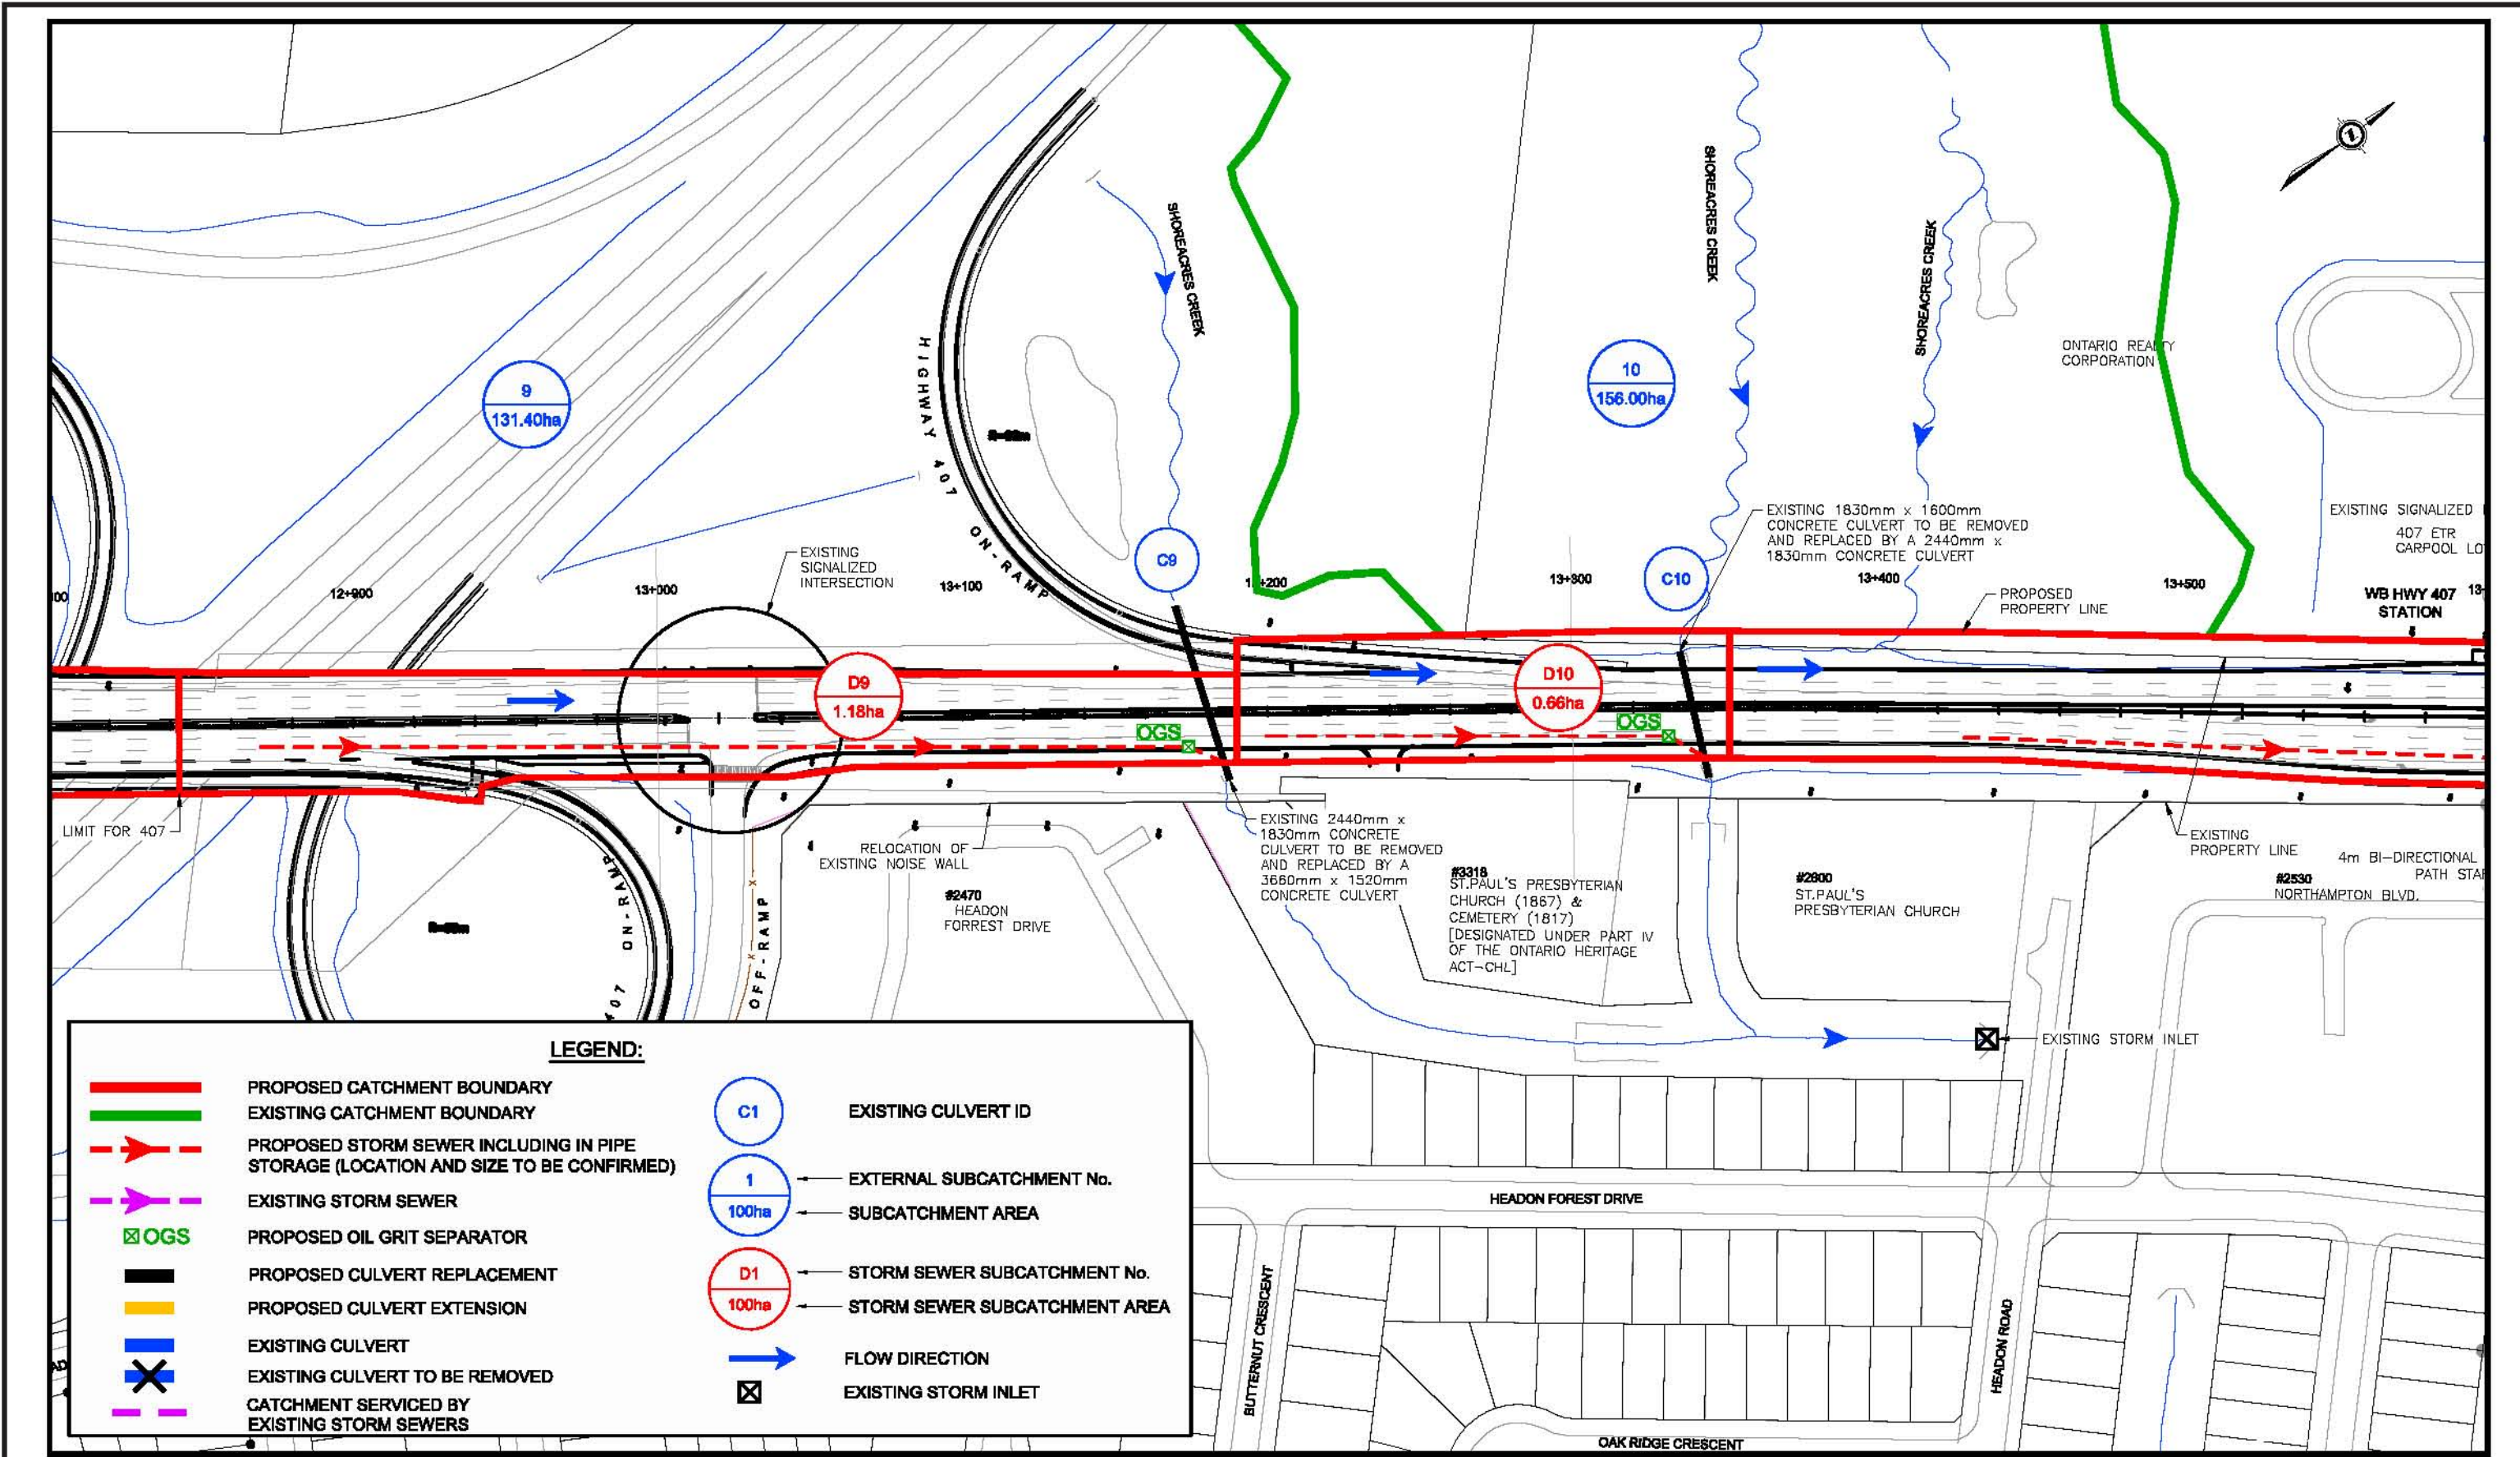 SHOREACRES CREEK
SHOREACRES CREEK
SHOREACRES CREEK
HIGHWAY 407 ON-RAMP
9
131.40ha
10
156.00ha
ONTARIO REALTY
CORPORATION
EXISTING 1830mm x 1600mm
CONCRETE CULVERT TO BE REMOVED
AND REPLACED BY A 2440mm x
1830mm CONCRETE CULVERT
EXISTING SIGNALIZED
407 ETR
CARPOOL LO
EXISTING
SIGNALIZED
INTERSECTION
C9
C10
12+900
13+000
13+100
13+300
13+400
13+500
PROPOSED
PROPERTY LINE
WB HWY 407
STATION
D9
1.18ha
D10
0.66ha
OGS
OGS
LIMIT FOR 407
RELOCATION OF
EXISTING NOISE WALL
EXISTING 2440mm x
1830mm CONCRETE
CULVERT TO BE REMOVED
AND REPLACED BY A
3660mm x 1520mm
CONCRETE CULVERT
EXISTING
PROPERTY LINE
4m BI-DIRECTIONAL
PATH STA
#2470
HEADON
FORREST DRIVE
#3318
ST.PAUL'S PRESBYTERIAN
CHURCH (1867) &
CEMETERY (1817)
[DESIGNATED UNDER PART IV
OF THE ONTARIO HERITAGE
ACT-CHL]
#2600
ST.PAUL'S
PRESBYTERIAN CHURCH
#2530
NORTHAMPTON BLVD.
407 ON-RAMP
OFF-RAMP
EXISTING STORM INLET
HEADON FOREST DRIVE
BUTTERNUT CRESCENT
HEADON ROAD
OAK RIDGE CRESCENT
LEGEND:
PROPOSED CATCHMENT BOUNDARY
EXISTING CATCHMENT BOUNDARY
PROPOSED STORM SEWER INCLUDING IN PIPE
STORAGE (LOCATION AND SIZE TO BE CONFIRMED)
EXISTING STORM SEWER
OGS
PROPOSED OIL GRIT SEPARATOR
PROPOSED CULVERT REPLACEMENT
PROPOSED CULVERT EXTENSION
EXISTING CULVERT
EXISTING CULVERT TO BE REMOVED
CATCHMENT SERVICED BY
EXISTING STORM SEWERS
C1
EXISTING CULVERT ID
1
100ha
EXTERNAL SUBCATCHMENT No.
SUBCATCHMENT AREA
D1
100ha
STORM SEWER SUBCATCHMENT No.
STORM SEWER SUBCATCHMENT AREA
FLOW DIRECTION
EXISTING STORM INLET